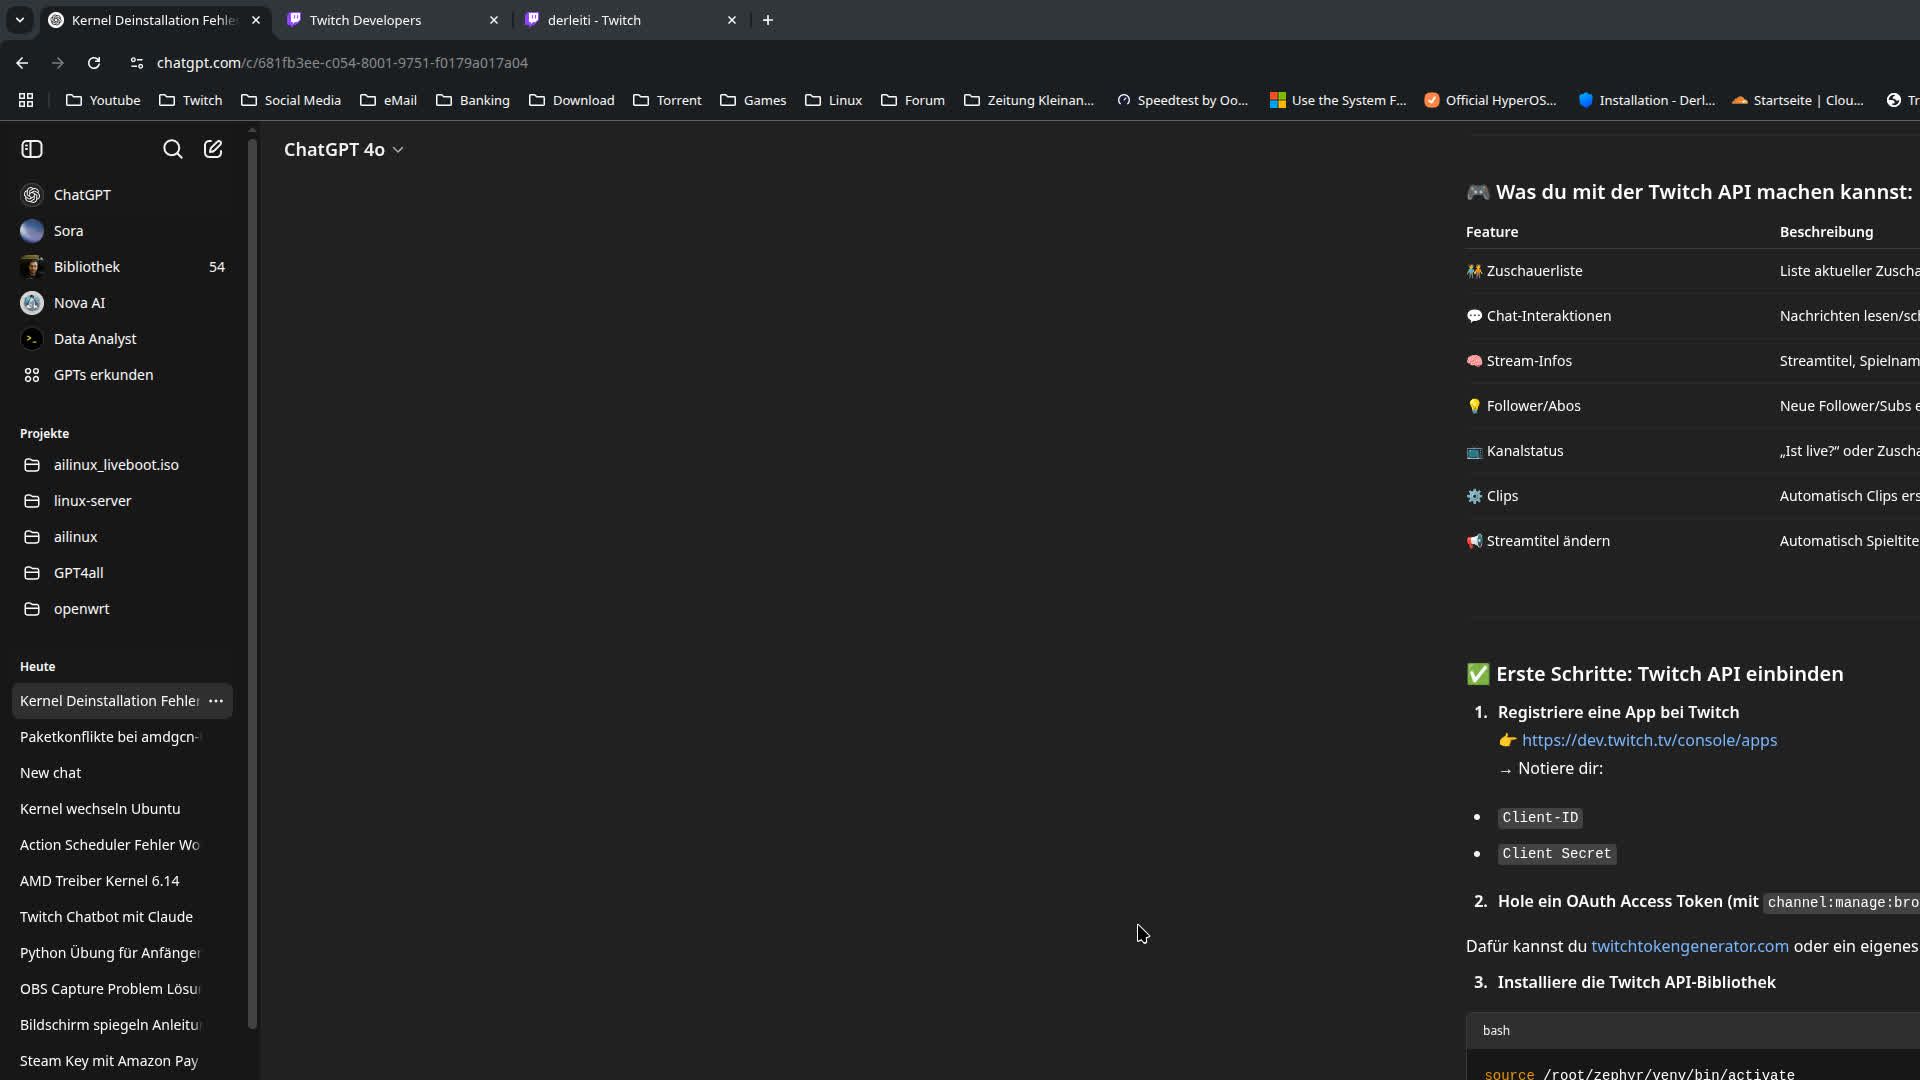 Kernel Deinstallation Fehle
Twitch Developers
derleiti - Twitch
chatgpt.com/c/681fb3ee-c054-8001-9751-f0179a017a04
Youtube
Twitch
Social Media
eMail
Banking
Download
Torrent
Games
Linux
Forum
Zeitung Kleinan...
Speedtest by Oo...
Use the System F...
Official HyperOS...
Installation - Derl...
Startseite | Clou...
Tr
ChatGPT 4o
ChatGPT
Sora
Bibliothek 54
Nova AI
Data Analyst
GPTs erkunden
Projekte
ailinux_liveboot.iso
linux-server
ailinux
GPT4all
openwrt
Heute
Kernel Deinstallation Fehler
Paketkonflikte bei amdgcn-
New chat
Kernel wechseln Ubuntu
Action Scheduler Fehler Wo
AMD Treiber Kernel 6.14
Twitch Chatbot mit Claude
Python Übung für Anfänger
OBS Capture Problem Lösu
Bildschirm spiegeln Anleitu
Steam Key mit Amazon Pay
🎮 Was du mit der Twitch API machen kannst:
Feature Beschreibung
🧑‍🤝‍🧑 Zuschauerliste Liste aktueller Zuscha
💬 Chat-Interaktionen Nachrichten lesen/sch
🧠 Stream-Infos Streamtitel, Spielnam
💡 Follower/Abos Neue Follower/Subs e
📺 Kanalstatus „Ist live?“ oder Zuscha
⚙️ Clips Automatisch Clips ers
📢 Streamtitel ändern Automatisch Spieltite
✅ Erste Schritte: Twitch API einbinden
1. Registriere eine App bei Twitch
👉 https://dev.twitch.tv/console/apps
→ Notiere dir:
• Client-ID
• Client Secret
2. Hole ein OAuth Access Token (mit channel:manage:bro
Dafür kannst du twitchtokengenerator.com oder ein eigenes
3. Installiere die Twitch API-Bibliothek
bash
source /root/zephyr/venv/bin/activate